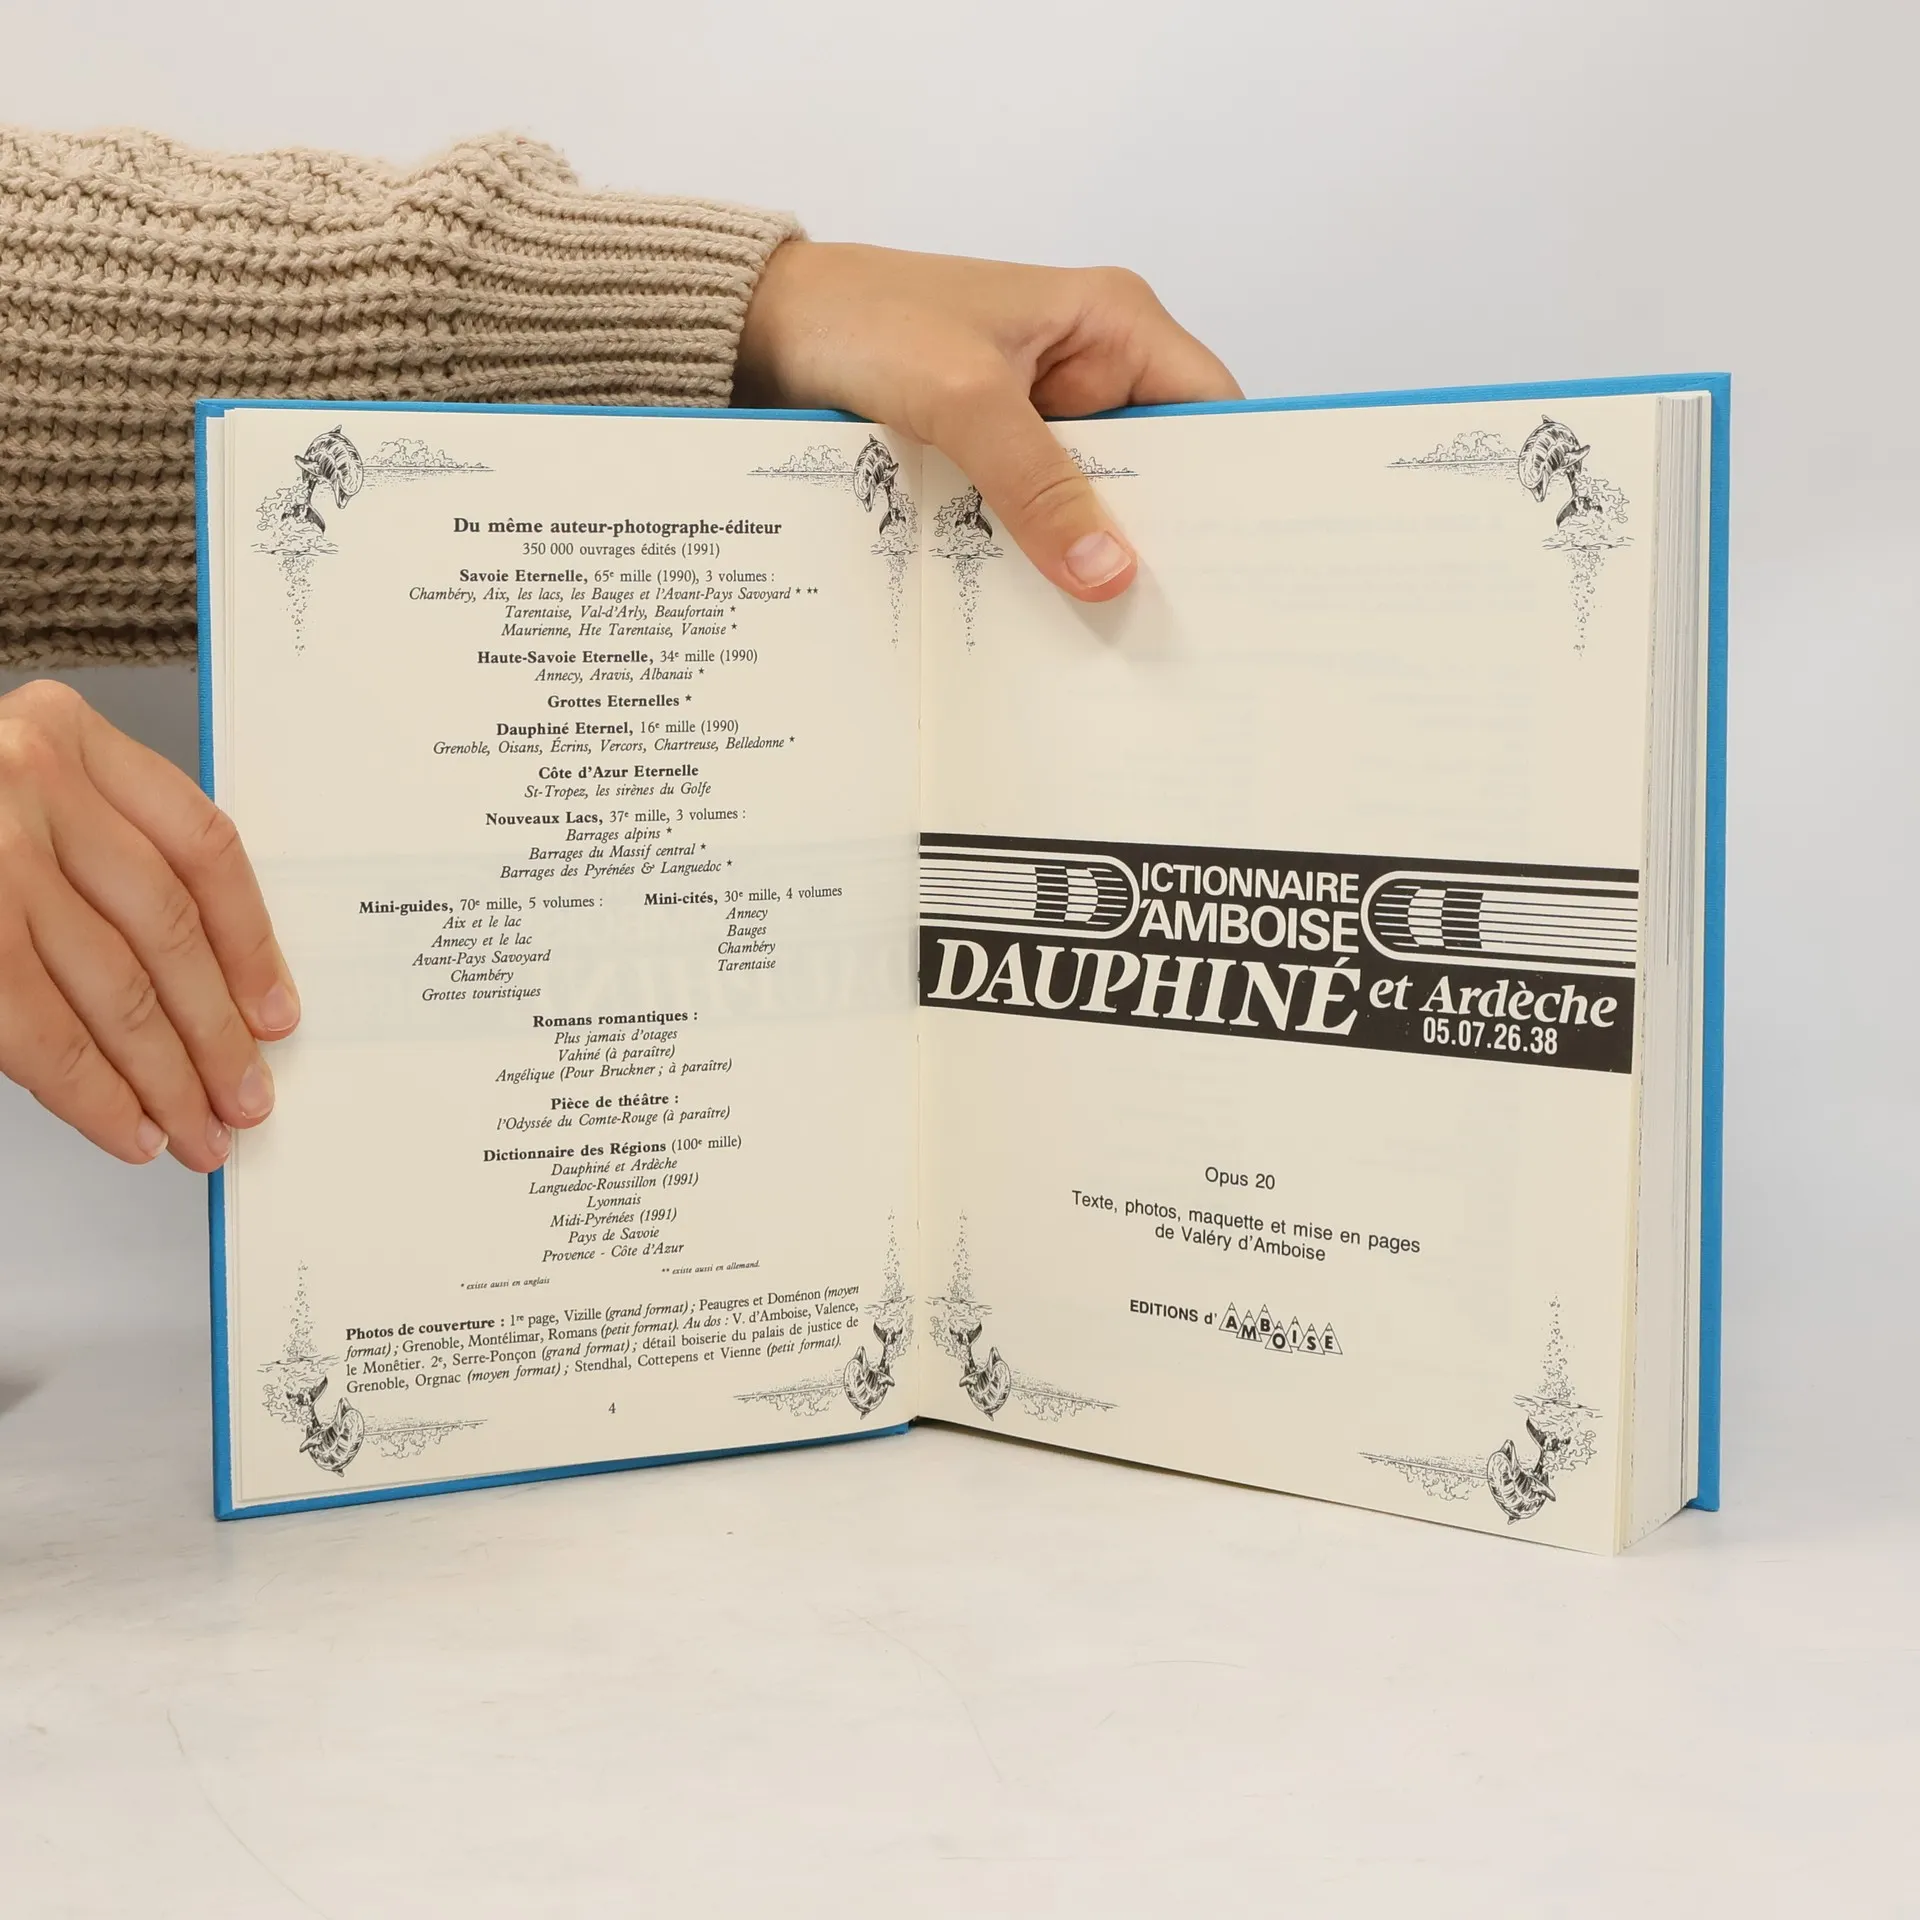 Du même auteur-photographe-éditeur
350 000 ouvrages édités (1991)
Savoie Eternelle, 65e mille (1990), 3 volumes :
Chambéry, Aix, les lacs, les Bauges et l'Avant-Pays Savoyard * **
Tarentaise, Val-d'Arly, Beaufortain *
Maurienne, Hte Tarentaise, Vanoise *
Haute-Savoie Eternelle, 34e mille (1990)
Annecy, Aravis, Albanais *
Grottes Eternelles *
Dauphiné Eternel, 16e mille (1990)
Grenoble, Oisans, Écrins, Vercors, Chartreuse, Belledonne *
Côte d'Azur Eternelle
St-Tropez, les sirènes du Golfe
Nouveaux Lacs, 37e mille, 3 volumes :
Barrages alpins *
Barrages du Massif central *
Barrages des Pyrénées & Languedoc *
Mini-guides, 70e mille, 5 volumes :
Aix et le lac
Annecy et le lac
Avant-Pays Savoyard
Chambéry
Grottes touristiques
Mini-cités, 30e mille, 4 volumes
Annecy
Bauges
Chambéry
Tarentaise
Romans romantiques :
Plus jamais d'otages
Vahiné (à paraître)
Angélique (Pour Bruckner ; à paraître)
Pièce de théâtre :
l'Odyssée du Comte-Rouge (à paraître)
Dictionnaire des Régions (100e mille)
Dauphiné et Ardèche
Languedoc-Roussillon (1991)
Lyonnais
Midi-Pyrénées (1991)
Pays de Savoie
Provence - Côte d'Azur
* existe aussi en anglais
** existe aussi en allemand.
Photos de couverture : 1re page, Vizille (grand format) ; Peaugres et Doménon (moyen
format) ; Grenoble, Montélimar, Romans (petit format). Au dos : V. d'Amboise, Valence,
le Monêtier. 2e, Serre-Ponçon (grand format) ; détail boiserie du palais de justice de
Grenoble, Orgnac (moyen format) ; Stendhal, Cottepens et Vienne (petit format).
4
DICTIONNAIRE
D'AMBOISE
DAUPHINÉ et Ardèche
05.07.26.38
Opus 20
Texte, photos, maquette et mise en pages
de Valéry d'Amboise
EDITIONS d'AMBOISE